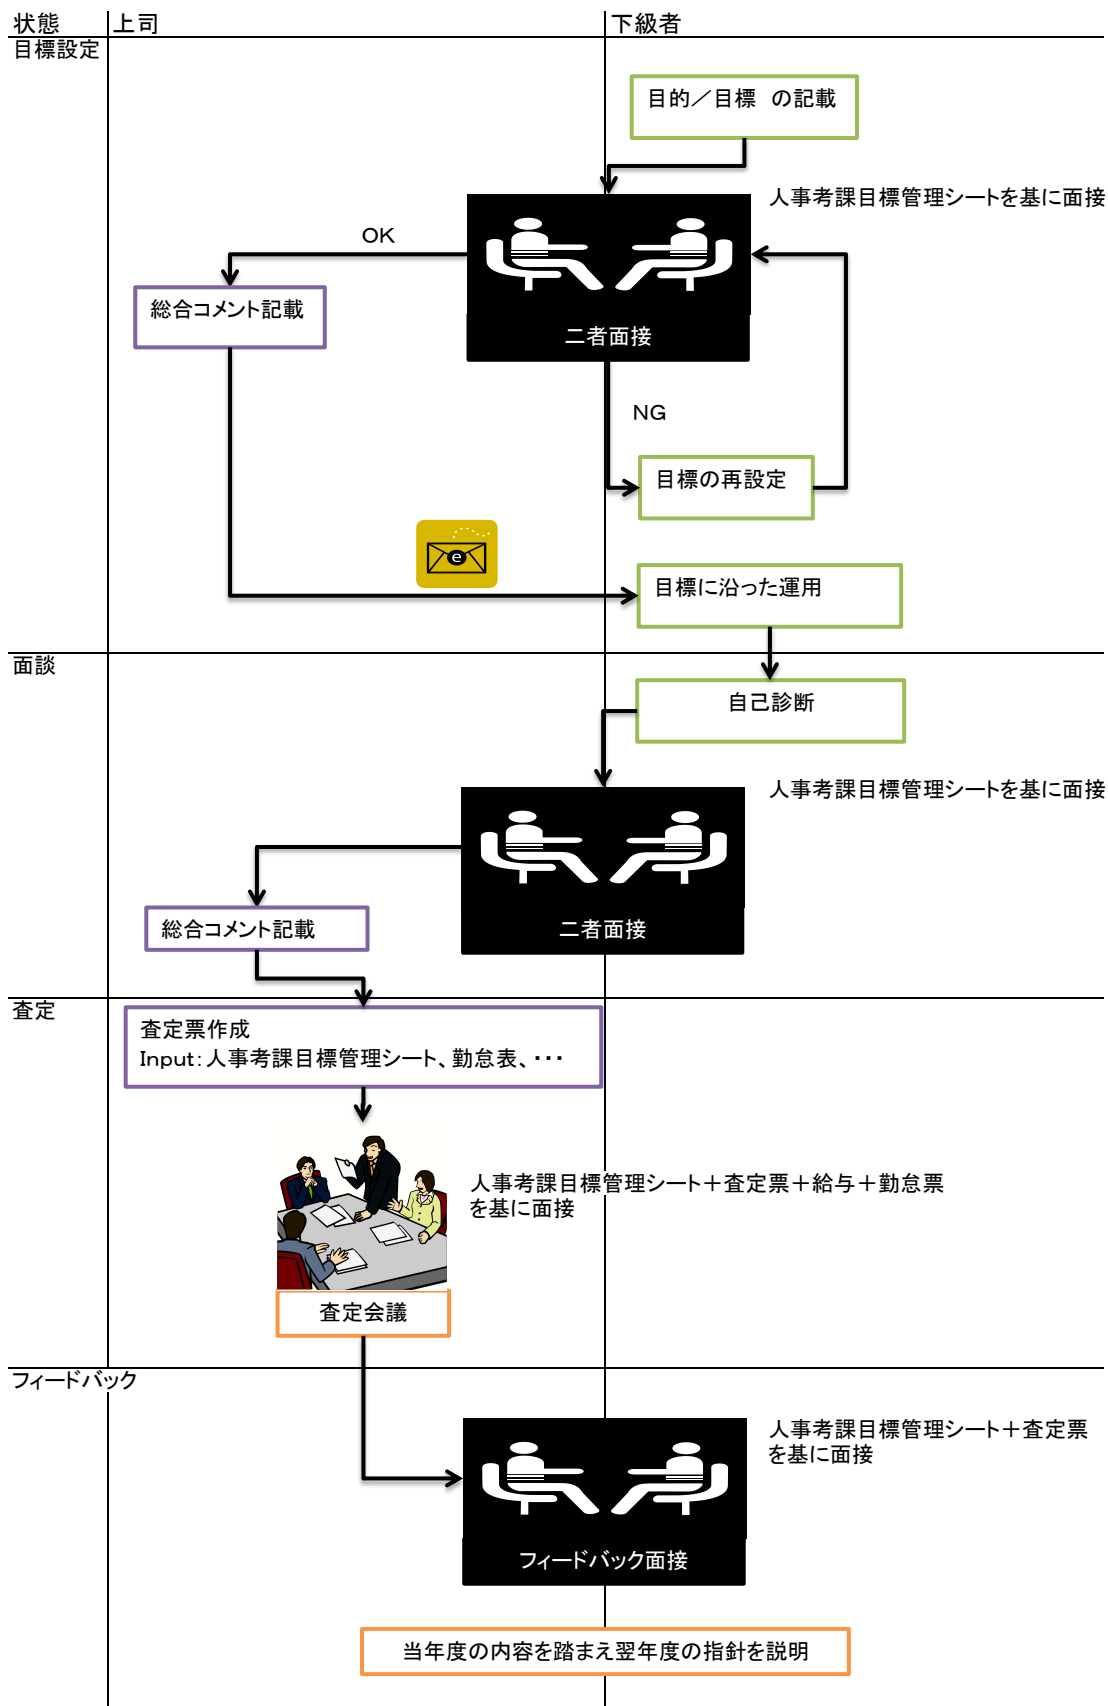 状態
上司
下級者
目標設定
目的／目標　の記載
人事考課目標管理シートを基に面接
OK
総合コメント記載
二者面接
NG
目標の再設定
e
目標に沿った運用
面談
自己診断
人事考課目標管理シートを基に面接
総合コメント記載
二者面接
査定
査定票作成
Input：人事考課目標管理シート、勤怠表、・・・
人事考課目標管理シート＋査定票＋給与＋勤怠票
を基に面接
査定会議
フィードバック
人事考課目標管理シート＋査定票
を基に面接
フィードバック面接
当年度の内容を踏まえ翌年度の指針を説明